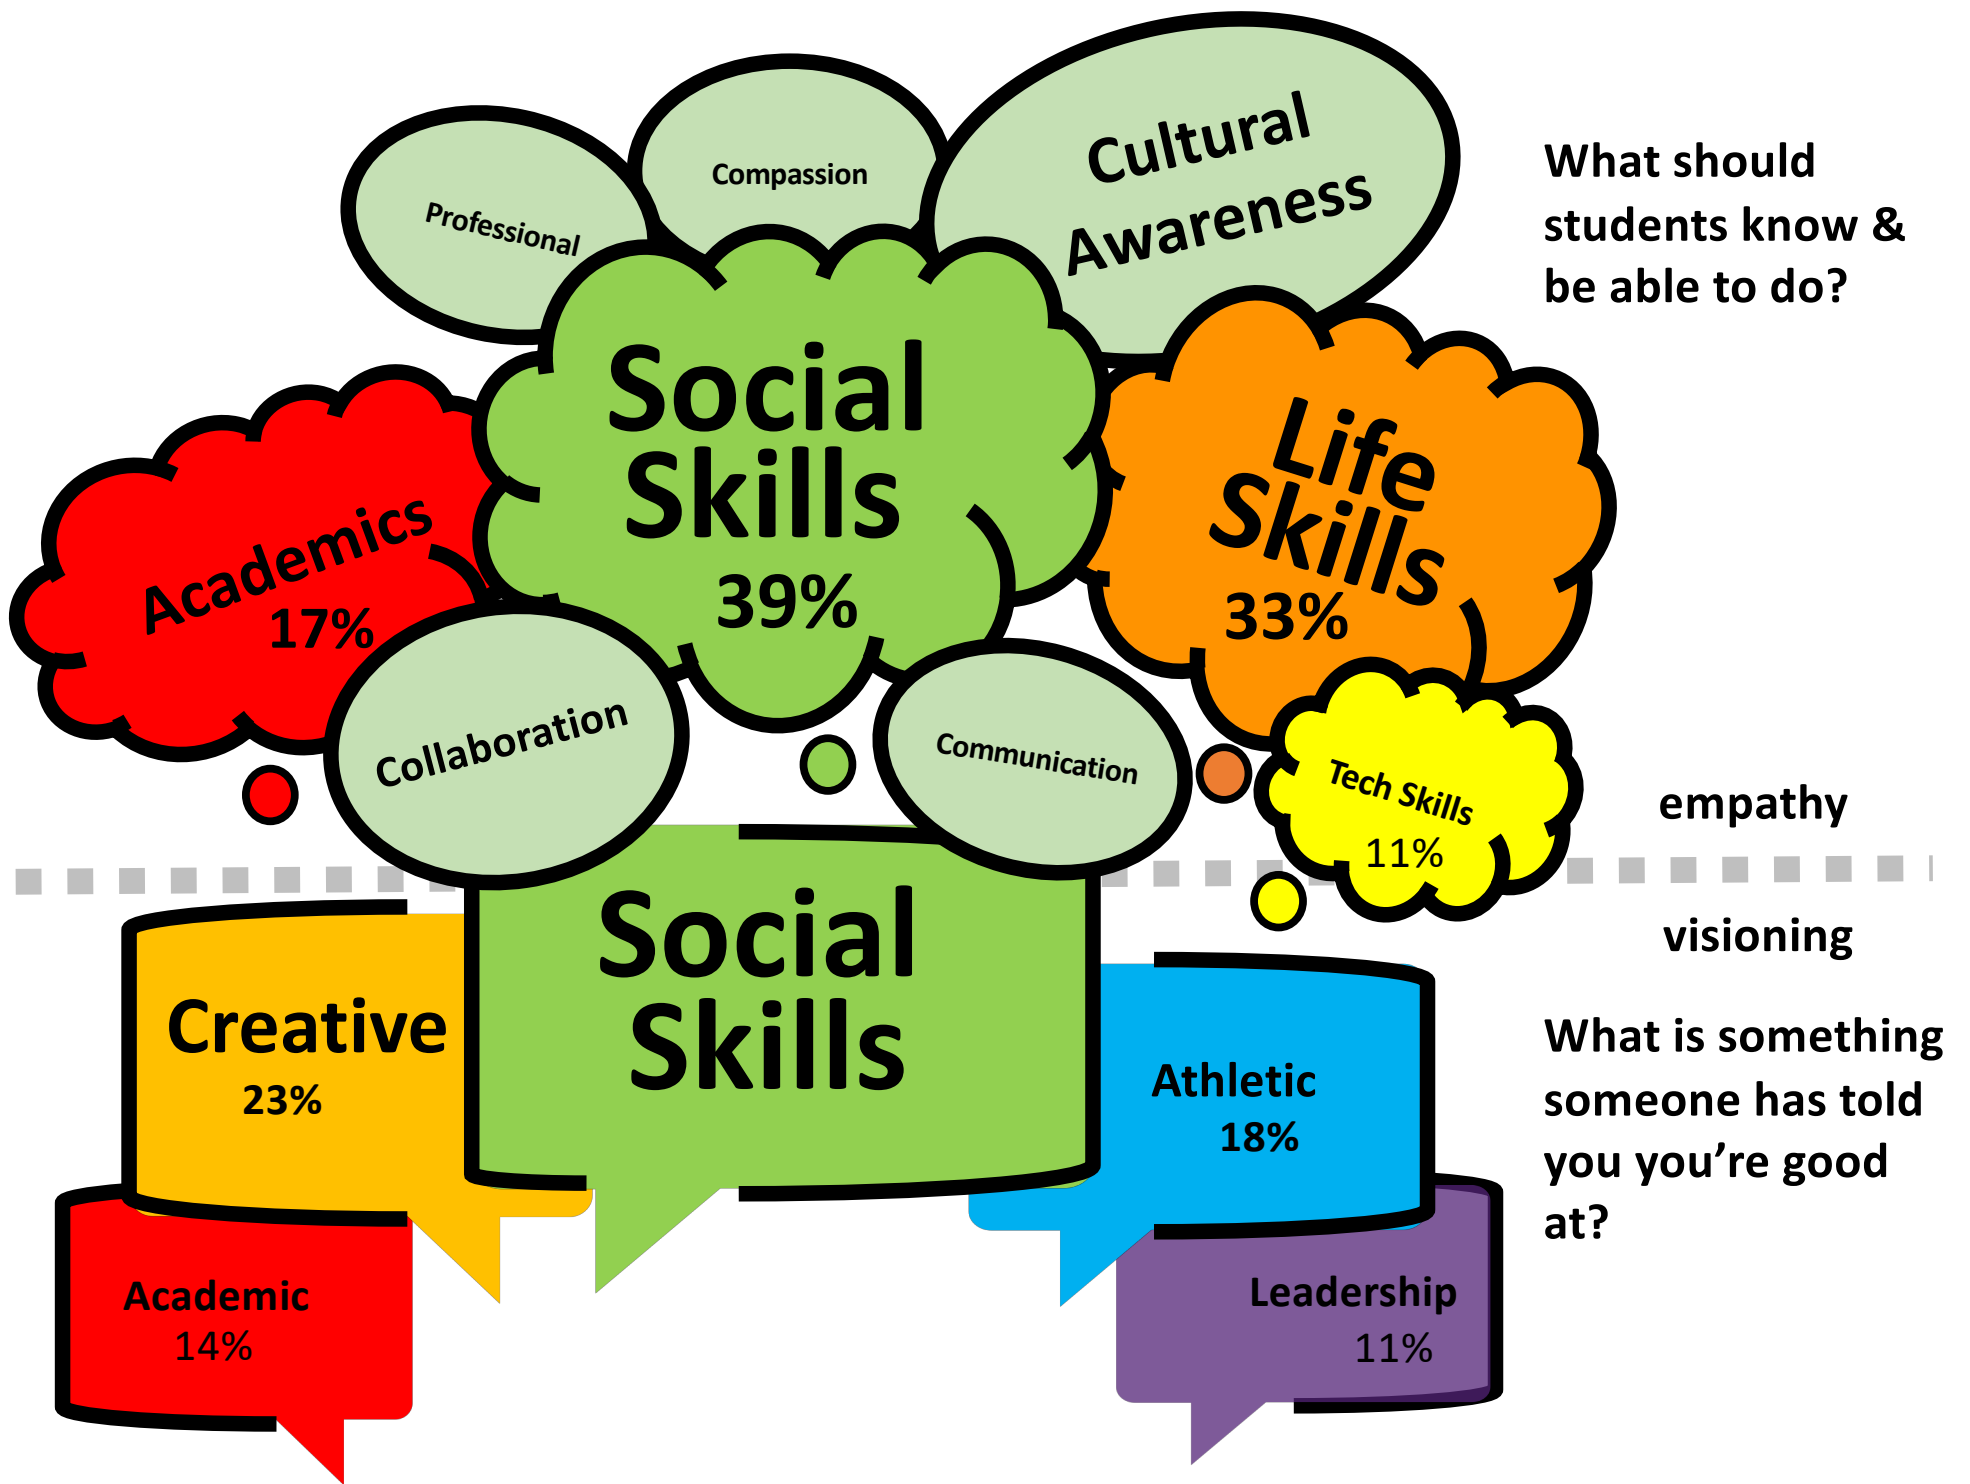 Cultural
Awareness
Compassion
Professional
What should
students know &
be able to do?
Social
Skills
39%
Life
Skills
33%
Academics
17%
Collaboration
Communication
Tech Skills
11%
empathy
visioning
Social
Skills
Creative
23%
Athletic
18%
What is something
someone has told
you you’re good
at?
Academic
14%
Leadership
11%